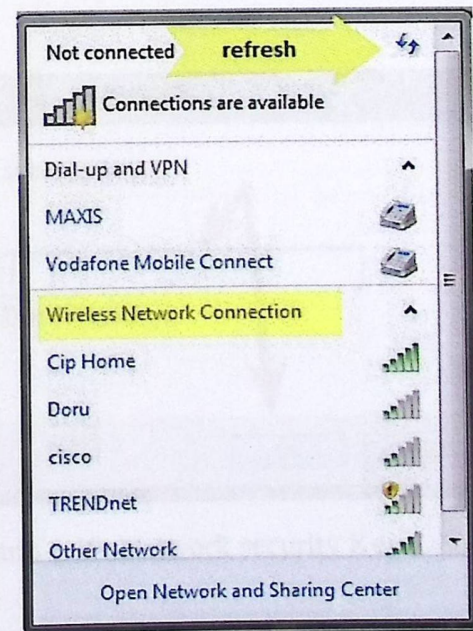 Not connected refresh
Connections are available
Dial-up and VPN
MAXIS
Vodafone Mobile Connect
Wireless Network Connection
Cip Home
Doru
cisco
TRENDnet
Other Network
Open Network and Sharing Center